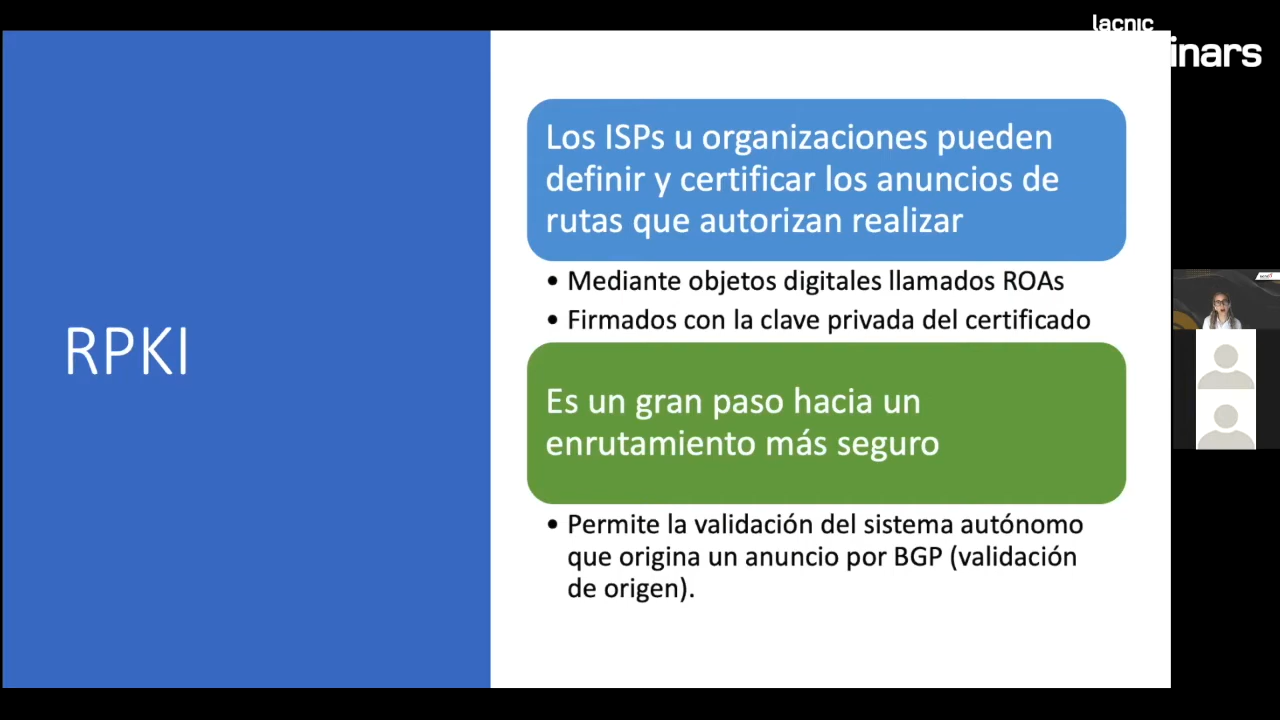 lacnic
inars
Los ISPs u organizaciones pueden
definir y certificar los anuncios de
rutas que autorizan realizar
• Mediante objetos digitales llamados ROAs
• Firmados con la clave privada del certificado
RPKI
Es un gran paso hacia un
enrutamiento más seguro
• Permite la validación del sistema autónomo
que origina un anuncio por BGP (validación
de origen).